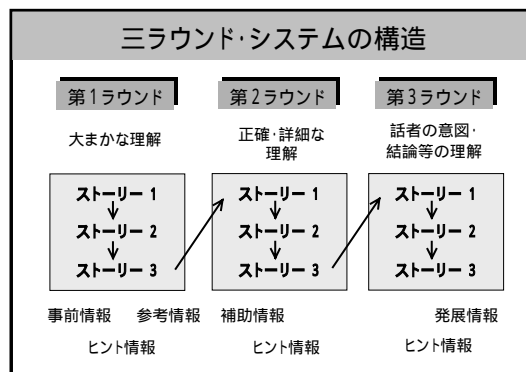 三ラウンド･システムの構造
第1ラウンド
第2ラウンド
第3ラウンド
大まかな理解
正確･詳細な
理解
話者の意図･
結論等の理解
ストーリー 1
ストーリー 2
ストーリー 3
ストーリー 1
ストーリー 2
ストーリー 3
ストーリー 1
ストーリー 2
ストーリー 3
事前情報 参考情報 補助情報 発展情報
ヒント情報 ヒント情報 ヒント情報